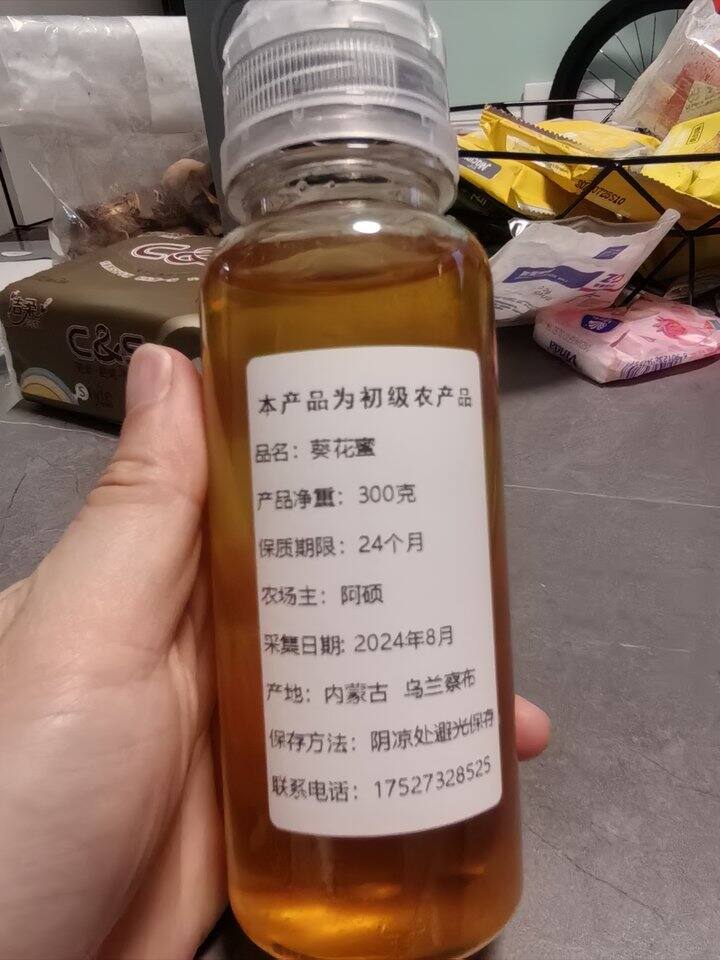 本产品为初级农产品
品名：葵花蜜
产品净重：300克
保质期限：24个月
农场主：阿硕
采集日期: 2024年8月
产地：内蒙古 乌兰察布
保存方法：阴凉处避光保存
联系电话：17527328525
洁柔
C&S
Vinda